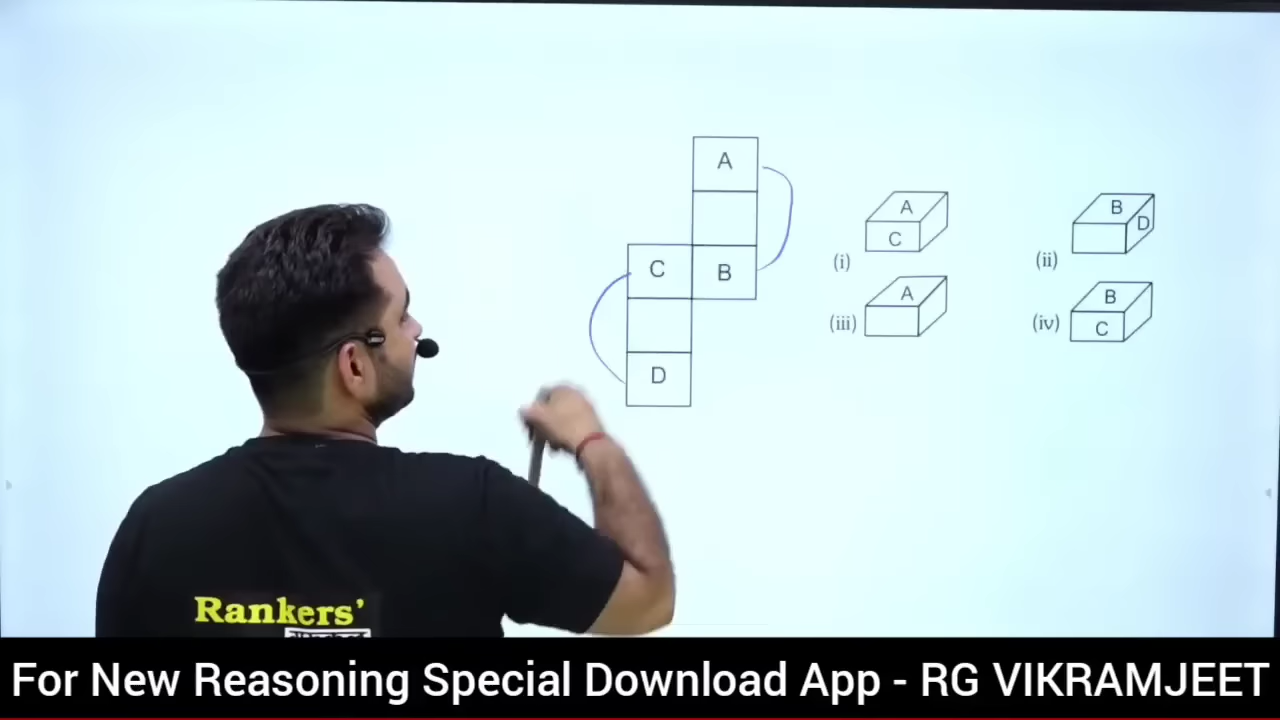 A
C B
D
A
C
(i)
B
D
(ii)
A
(iii)
B
C
(iv)
Rankers'
For New Reasoning Special Download App - RG VIKRAMJEET